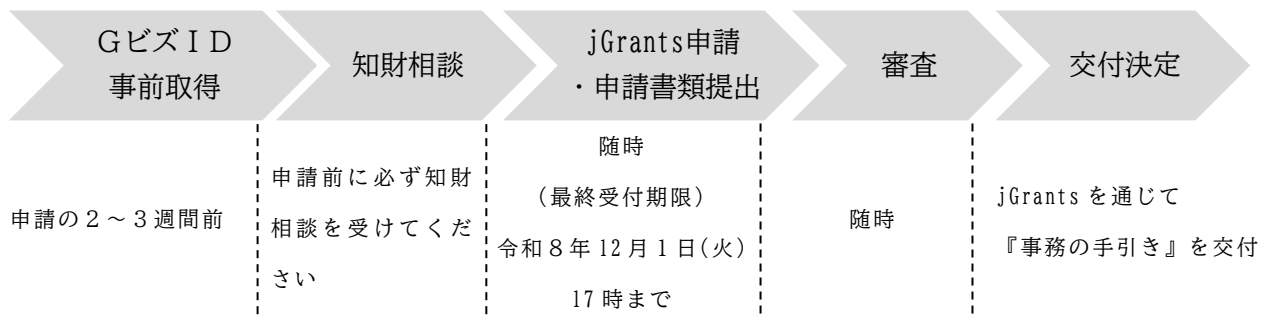 GビズＩＤ
事前取得
知財相談
jGrants申請
・申請書類提出
審査
交付決定
申請の２～３週間前
申請前に必ず知財
相談を受けてくだ
さい
随時
（最終受付期限）
令和８年12月１日(火)
17時まで
随時
jGrantsを通じて
『事務の手引き』を交付